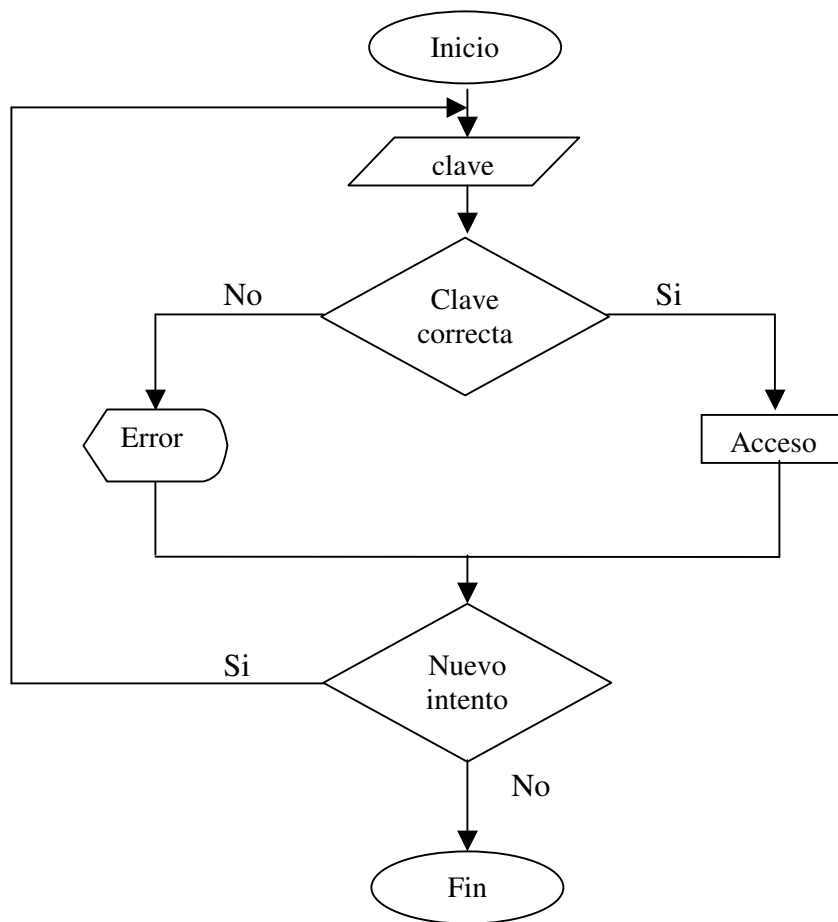 Inicio
clave
No
Si
Clave
correcta
Error
Acceso
Si
Nuevo
intento
No
Fin